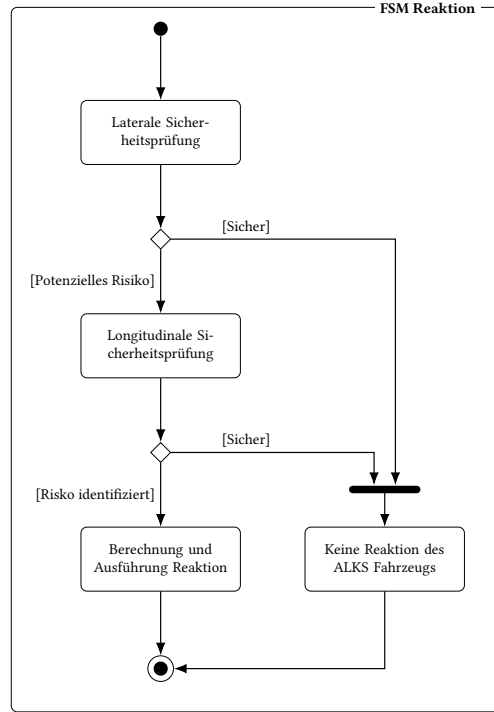 FSM Reaktion
Laterale Sicher-
heitsprüfung
[Sicher]
[Potenzielles Risiko]
Longitudinale Si-
cherheitsprüfung
[Sicher]
[Risko identifiziert]
Berechnung und
Ausführung Reaktion
Keine Reaktion des
ALKS Fahrzeugs